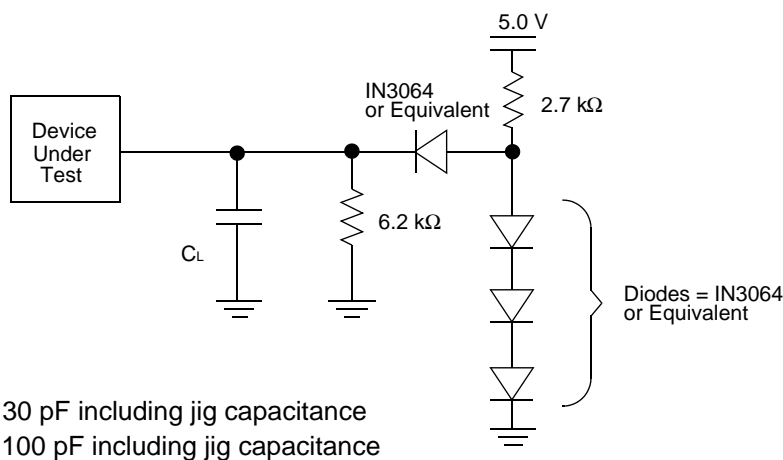 5.0 V
IN3064
or Equivalent
2.7 kΩ
Device
Under
Test
6.2 kΩ
CL
Diodes = IN3064
or Equivalent
30 pF including jig capacitance
100 pF including jig capacitance